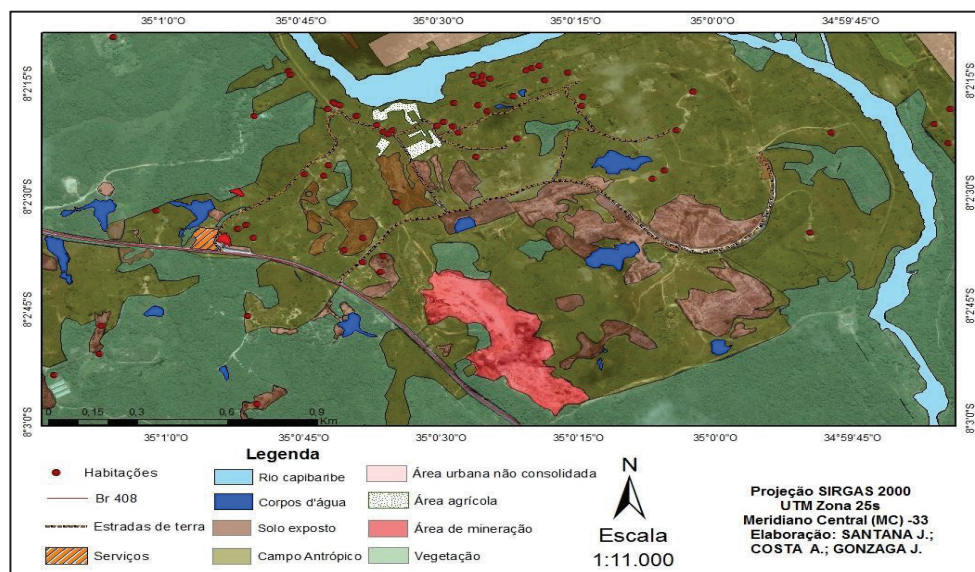 35°1'0"O 35°0'45"O 35°0'30"O 35°0'15"O 35°0'0"O 34°59'45"O
8°2'15"S 8°2'15"S
8°2'30"S 8°2'30"S
8°2'45"S 8°2'45"S
8°3'0"S 8°3'0"S
0 0,15 0,3 0,6 0,9
Km
35°1'0"O 35°0'45"O 35°0'30"O 35°0'15"O 35°0'0"O 34°59'45"O
Legenda
Habitações
Br 408
Estradas de terra
Serviços
Rio capibaribe
Corpos d'água
Solo exposto
Campo Antrópico
Área urbana não consolidada
Área agrícola
Área de mineração
Vegetação
N
Escala
1:11.000
Projeção SIRGAS 2000
UTM Zona 25s
Meridiano Central (MC) -33
Elaboração: SANTANA J.;
COSTA A.; GONZAGA J.